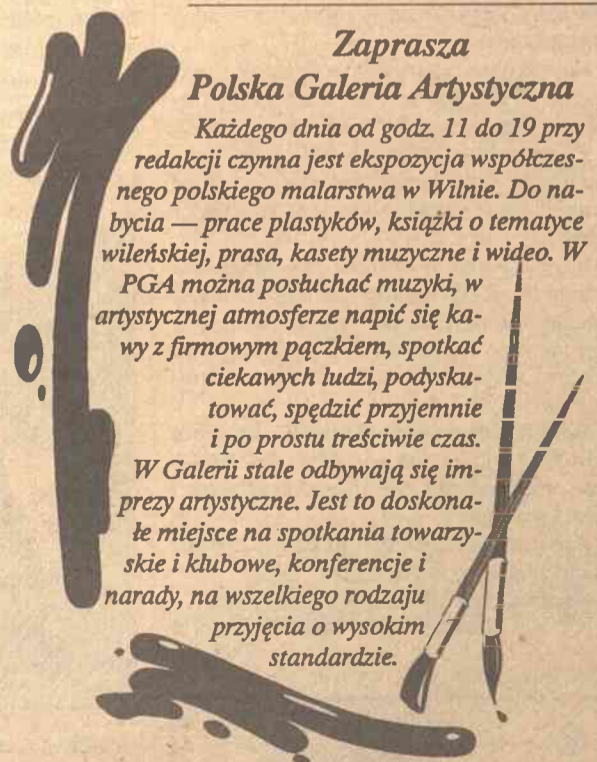 Zaprasza
Polska Galeria Artystyczna
Każdego dnia od godz. 11 do 19 przy
redakcji czynna jest ekspozycja współczes-
nego polskiego malarstwa w Wilnie. Do na-
bycia — prace plastyków, książki o tematyce
wileńskiej, prasa, kasety muzyczne i wideo. W
PGA można posłuchać muzyki, w
artystycznej atmosferze napić się ka-
wy z firmowym pączkiem, spotkać
ciekawych ludzi, podysku-
tować, spędzić przyjemnie
i po prostu treściwie czas.
W Galerii stale odbywają się im-
prezy artystyczne. Jest to doskona-
łe miejsce na spotkania towarzy-
skie i klubowe, konferencje i
narady, na wszelkiego rodzaju
przyjęcia o wysokim
standardzie.